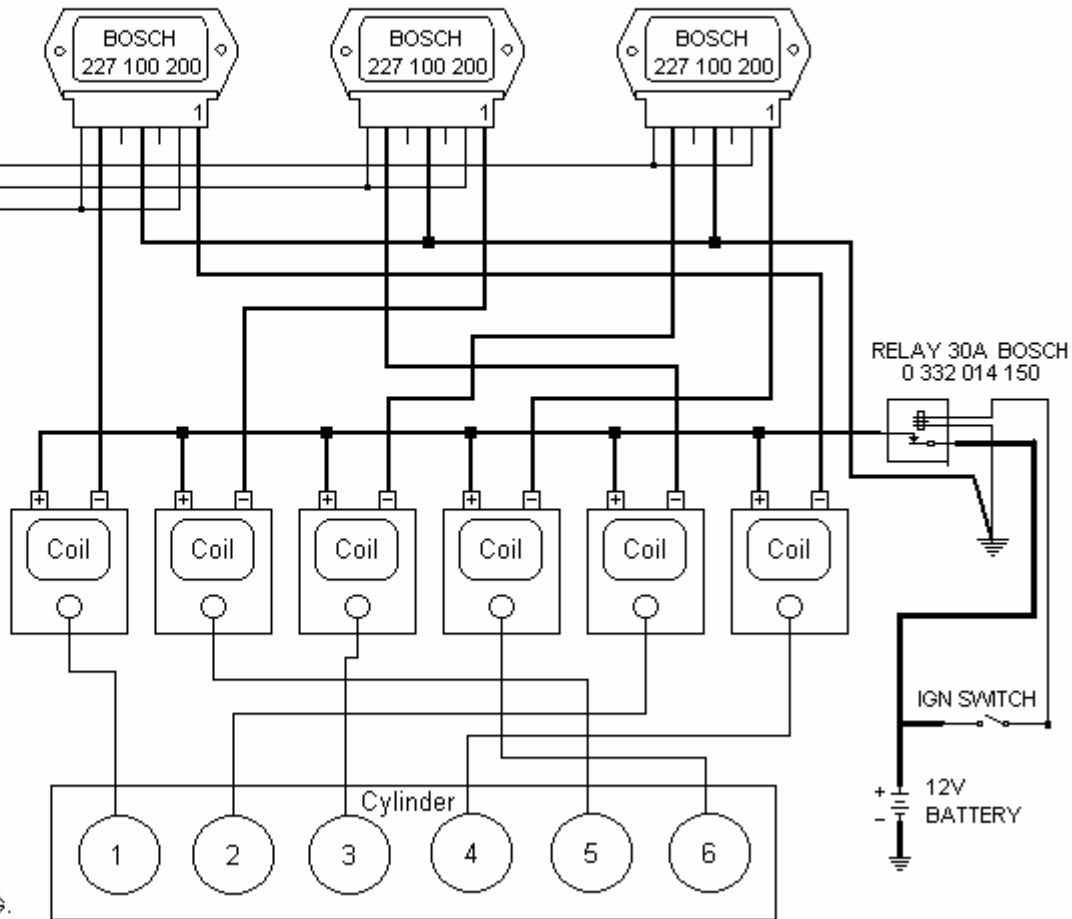 BOSCH
227 100 200
1
BOSCH
227 100 200
1
BOSCH
227 100 200
1
RELAY 30A BOSCH
0 332 014 150
+ −
+ −
+ −
+ −
+ −
+ −
Coil
Coil
Coil
Coil
Coil
Coil
IGN SWITCH
+
−
12V
BATTERY
Cylinder
1
2
3
4
5
6